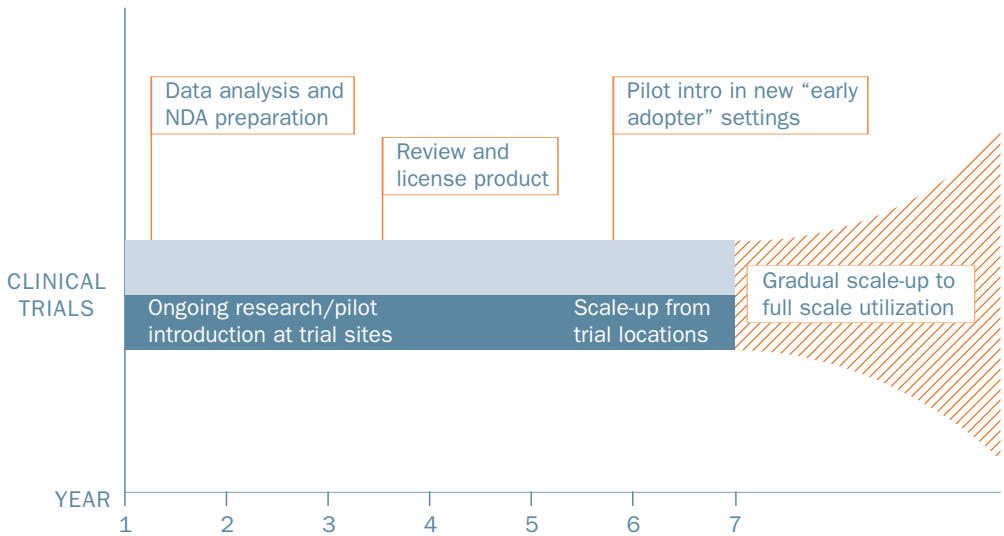 Data analysis and
NDA preparation
Pilot intro in new “early
adopter” settings
Review and
license product
CLINICAL
TRIALS
Ongoing research/pilot
introduction at trial sites
Scale-up from
trial locations
Gradual scale-up to
full scale utilization
YEAR
1 2 3 4 5 6 7